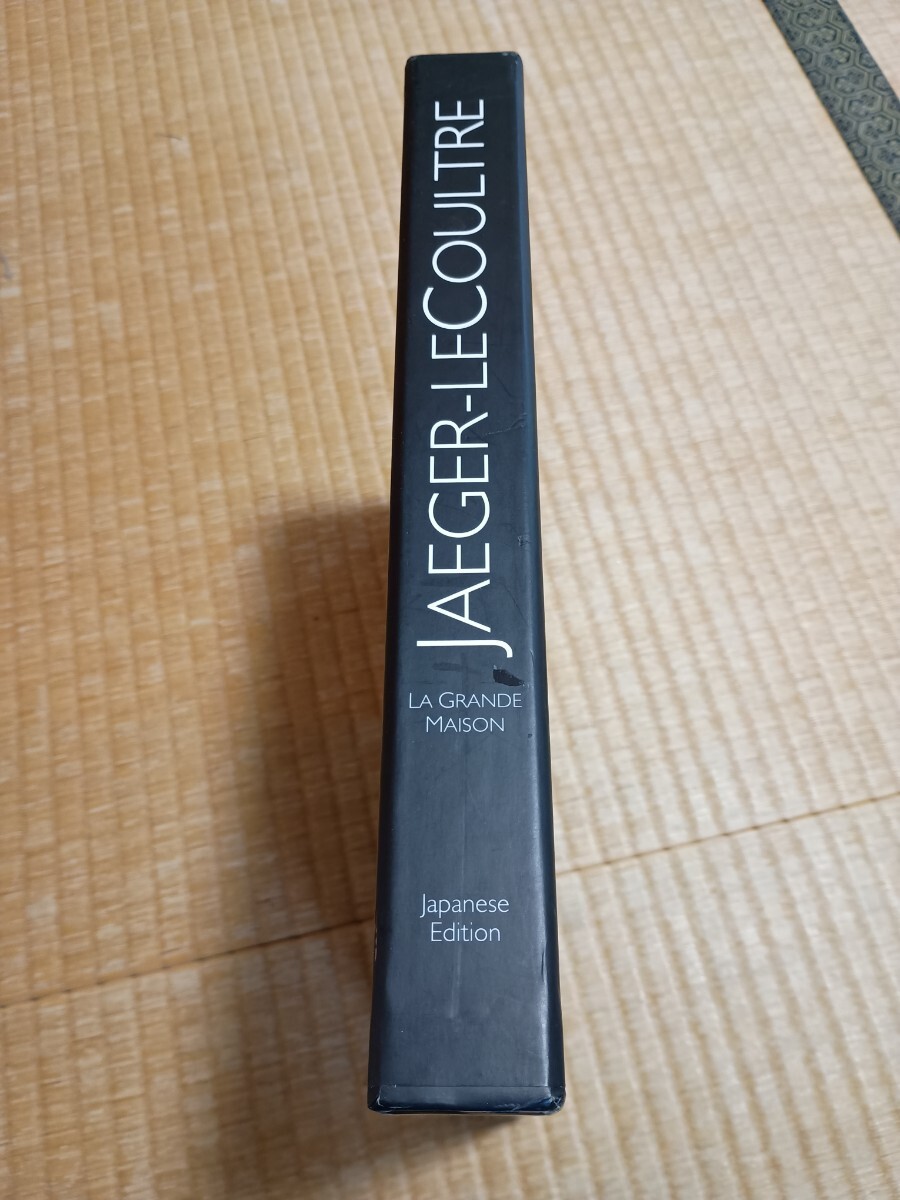 JAEGER-LECOULTRE
LA GRANDE
MAISON
Japanese
Edition